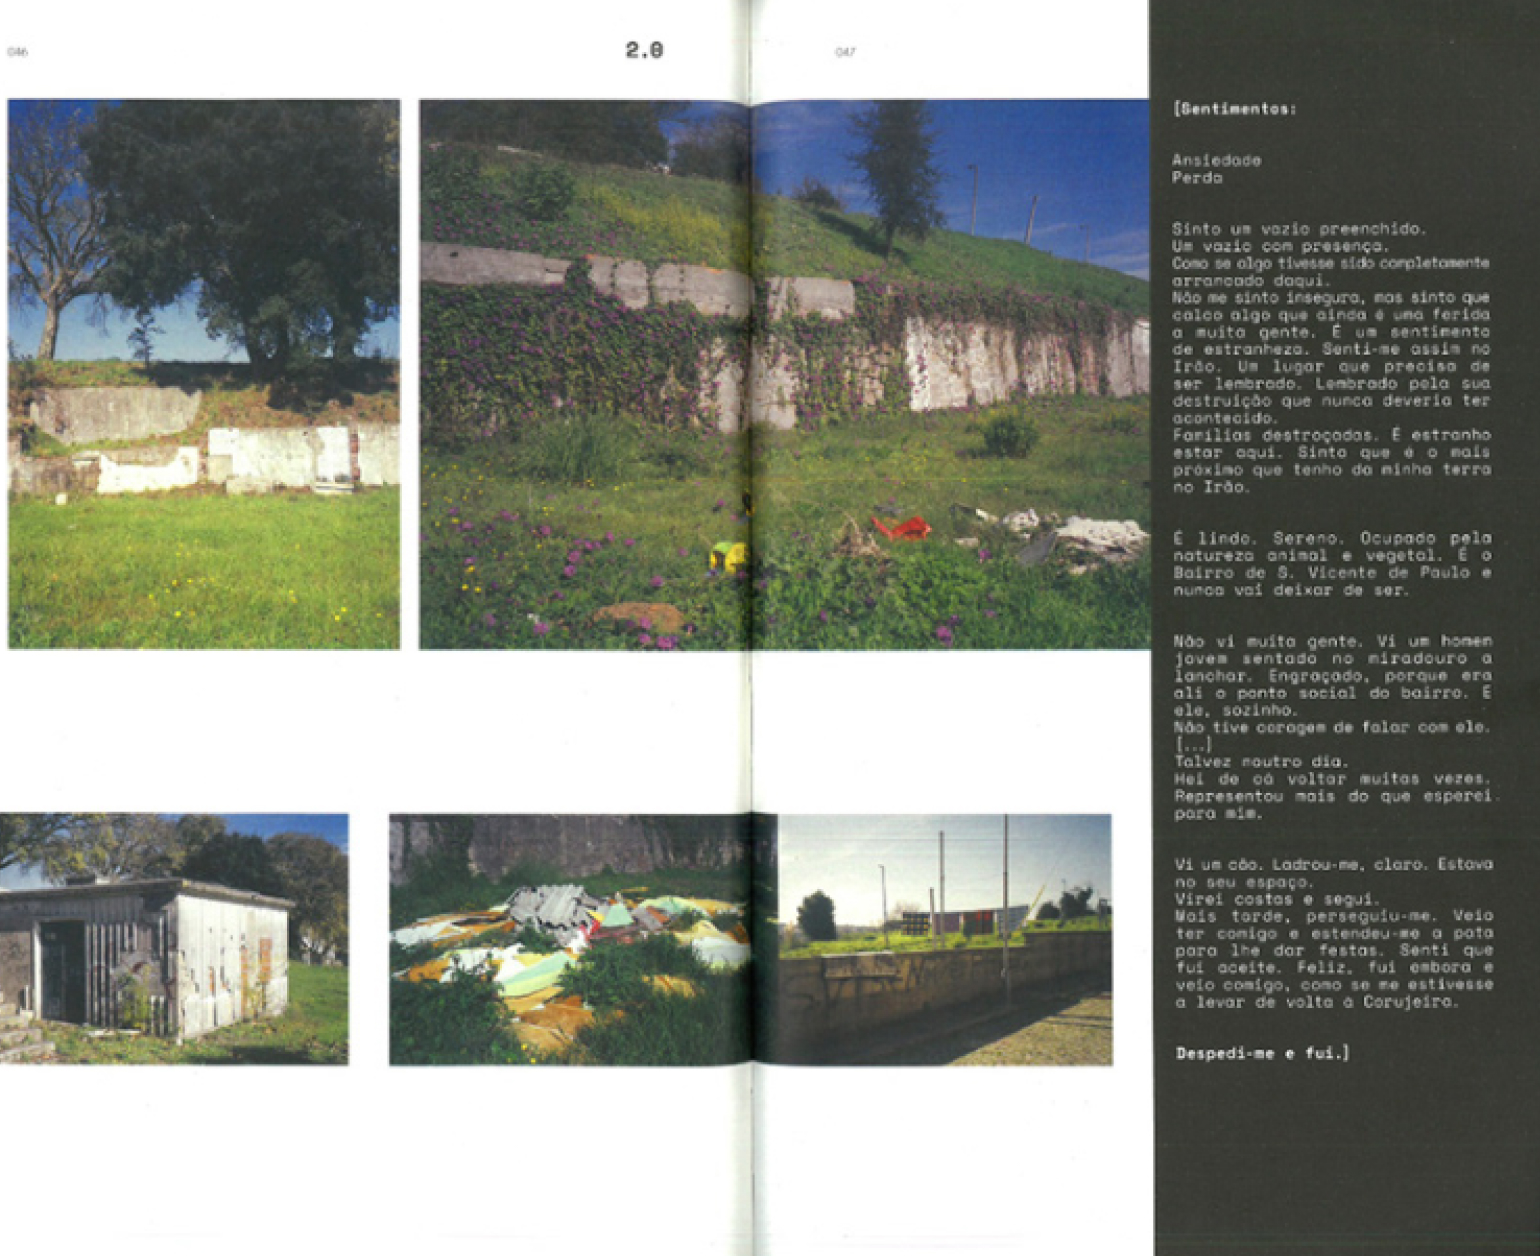 046
2.0
047
[Sentimentos:
Ansiedade
Perda
Sinto um vazio preenchido.
Um vazio com presença.
Como se algo tivesse sido completamente
arrancado daqui.
Não me sinto insegura, mas sinto que
calco algo que ainda é uma ferida
a muita gente. É um sentimento
de estranheza. Senti-me assim no
Irão. Um lugar que precisa de
ser lembrado. Lembrado pela sua
destruição que nunca deveria ter
acontecido.
Famílias destroçadas. É estranho
estar aqui. Sinto que é o mais
próximo que tenho da minha terra
no Irão.
É lindo. Sereno. Ocupado pela
natureza animal e vegetal. É o
Bairro de S. Vicente de Paulo e
nunca vai deixar de ser.
Não vi muita gente. Vi um homem
jovem sentado no miradouro a
lanchar. Engraçado, porque era
ali o ponto social do bairro. E
ele, sozinho.
Não tive coragem de falar com ele.
[...]
Talvez noutro dia.
Hei de cá voltar muitas vezes.
Representou mais do que esperei
para mim.
Vi um cão. Ladrou-me, claro. Estava
no seu espaço.
Virei costas e segui.
Mais tarde, perseguiu-me. Veio
ter comigo e estendeu-me a pata
para lhe dar festas. Senti que
fui aceite. Feliz, fui embora e
veio comigo, como se me estivesse
a levar de volta à Corujeira.
Despedi-me e fui.]